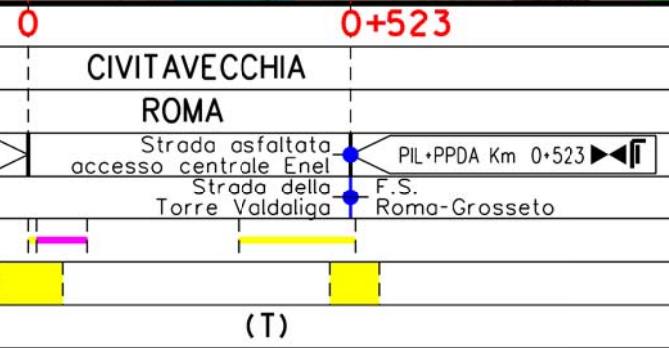 0 0+523
CIVITAVECCHIA
ROMA
Strada asfaltata
accesso centrale Enel
PIL+PPDA Km 0+523
Strada della
Torre Valdaliga
F.S.
Roma-Grosseto
(T)